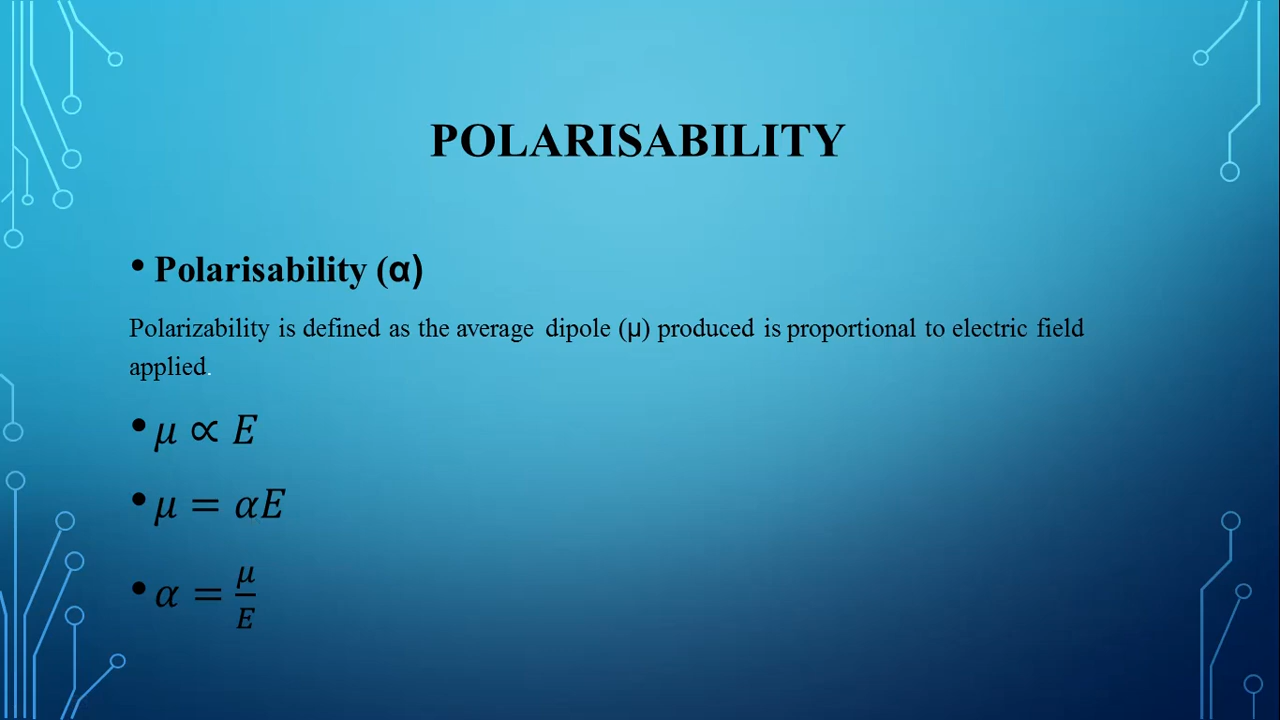 POLARISABILITY
• Polarisability (α)
Polarizability is defined as the average dipole (μ) produced is proportional to electric field
applied.
• μ ∝ E
• μ = αE
• α = μ/E